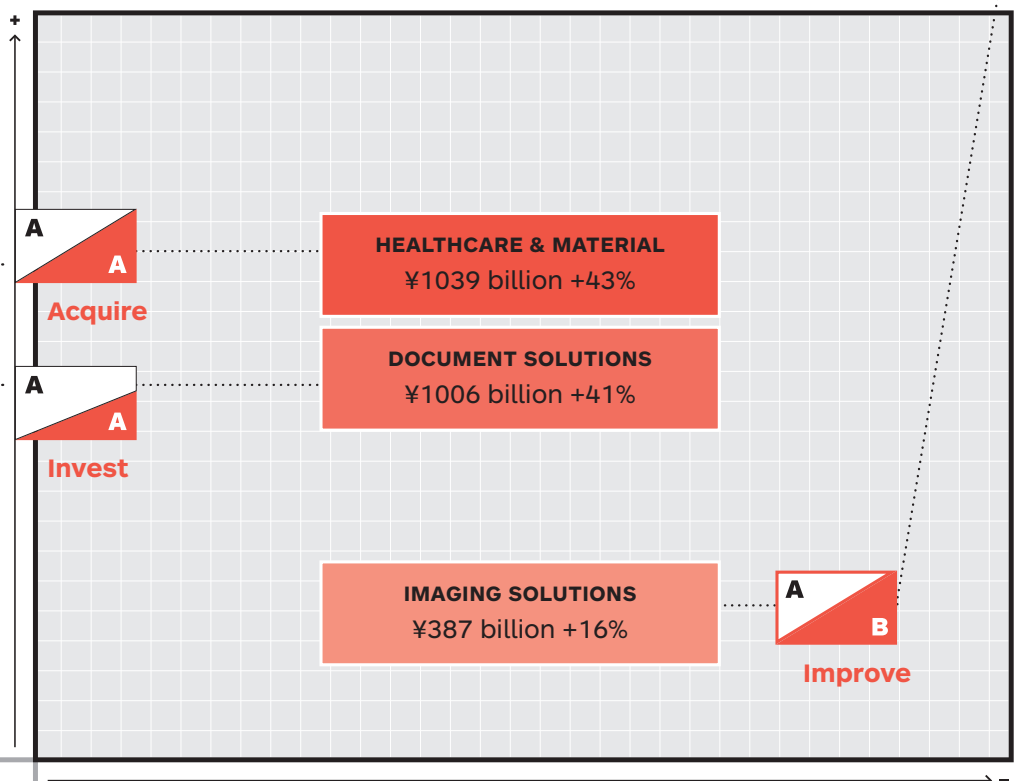 +
A
A
Acquire
HEALTHCARE & MATERIAL
¥1039 billion +43%
DOCUMENT SOLUTIONS
¥1006 billion +41%
A
A
Invest
IMAGING SOLUTIONS
¥387 billion +16%
A
B
Improve
–